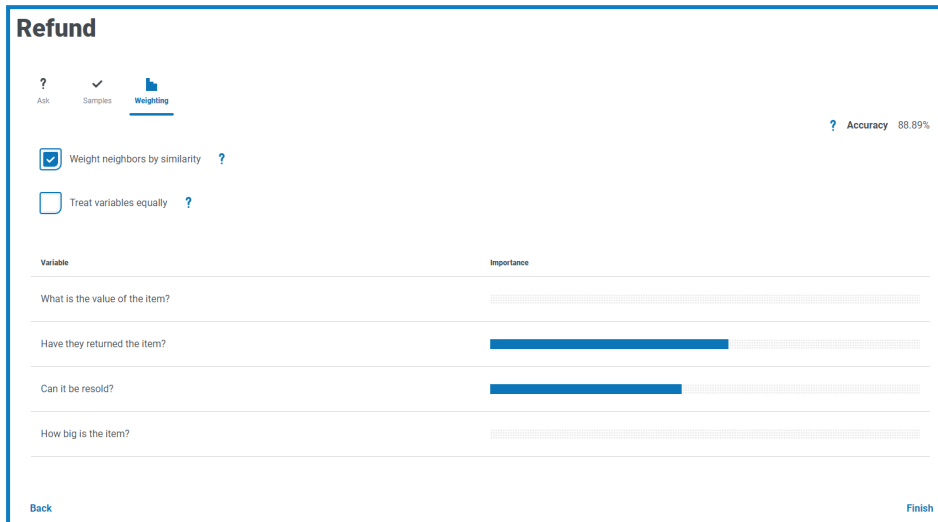 Refund
?
Ask
Samples
Weighting
? Accuracy 88.89%
Weight neighbors by similarity ?
Treat variables equally ?
Variable Importance
What is the value of the item?
Have they returned the item?
Can it be resold?
How big is the item?
Back Finish